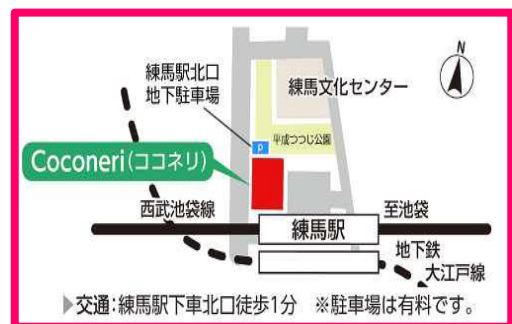 N
練馬駅北口
地下駐車場
練馬文化センター
平成つつじ公園
P
Coconeri(ココネリ)
西武池袋線
至池袋
練馬駅
地下鉄
大江戸線
▶交通:練馬駅下車北口徒歩1分 ※駐車場は有料です。